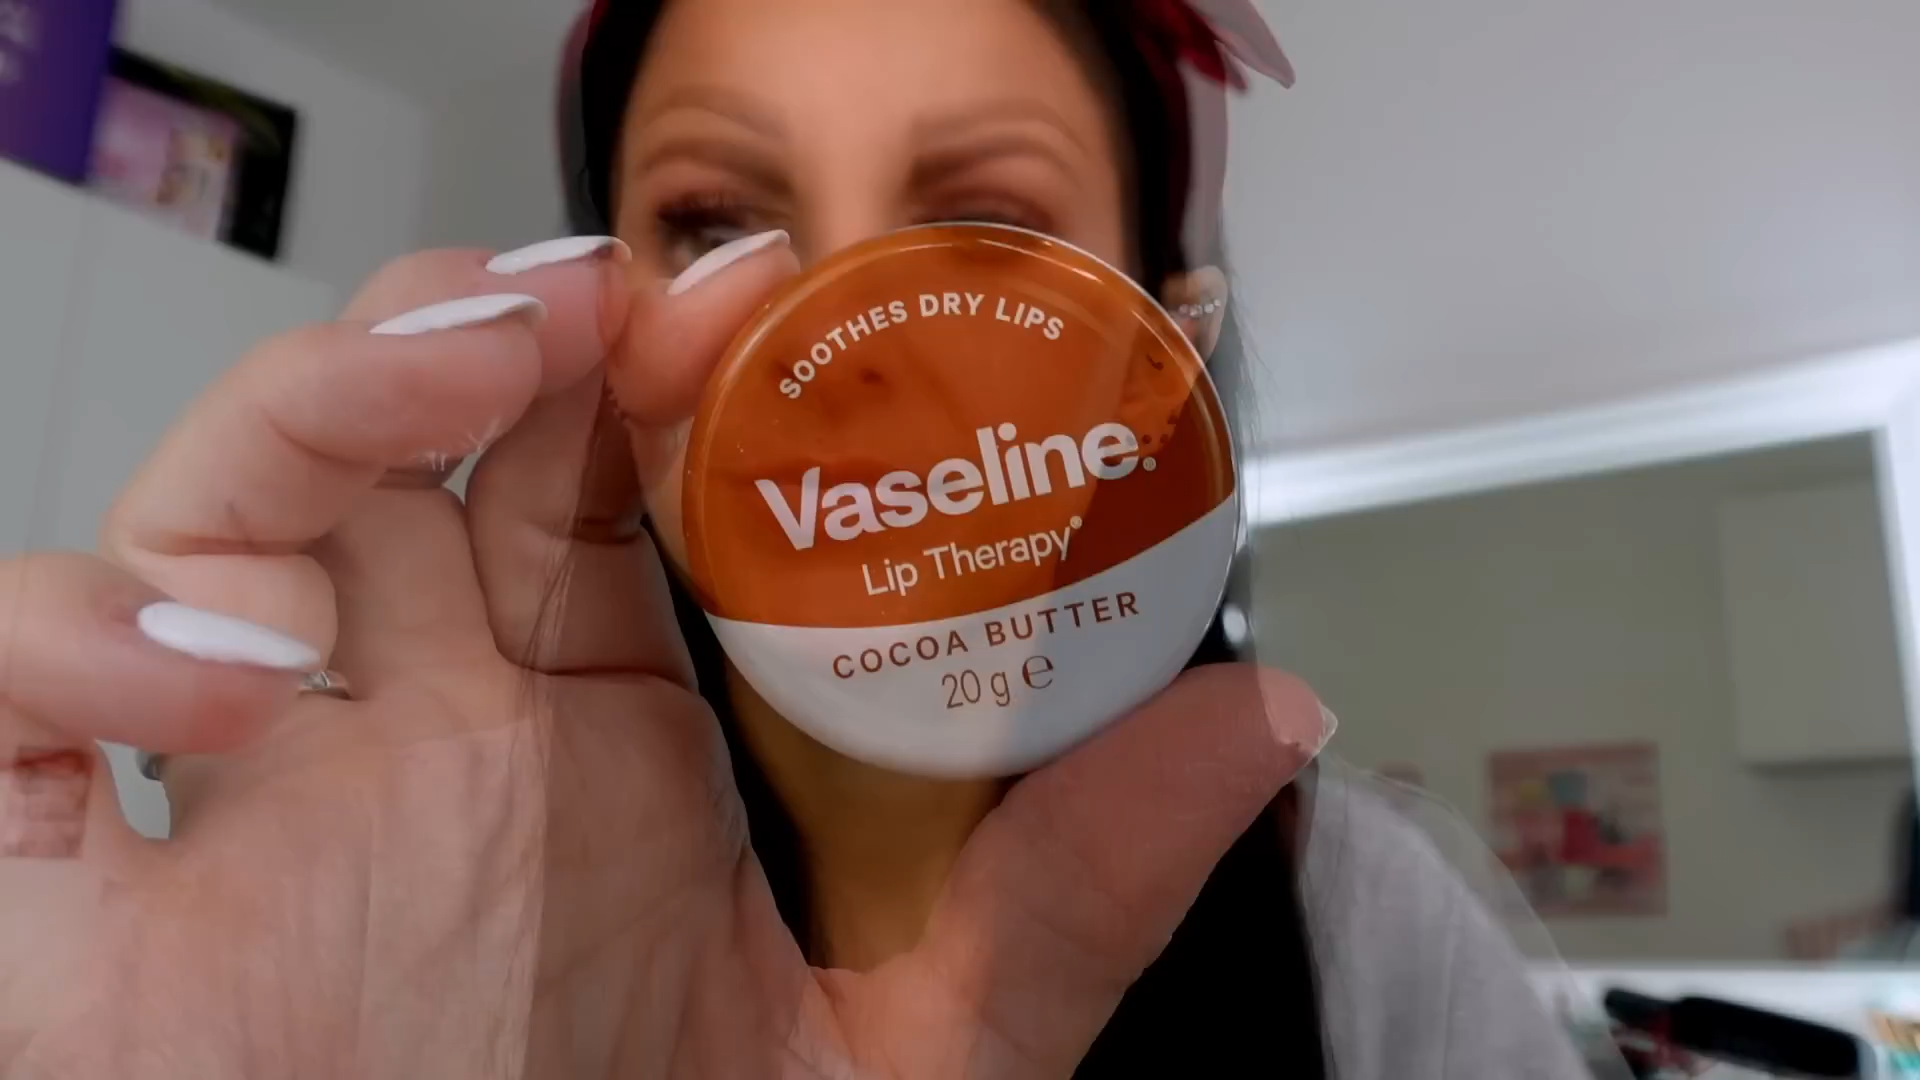 SOOTHES DRY LIPS
Vaseline®
Lip Therapy®
COCOA BUTTER
20 g ℮